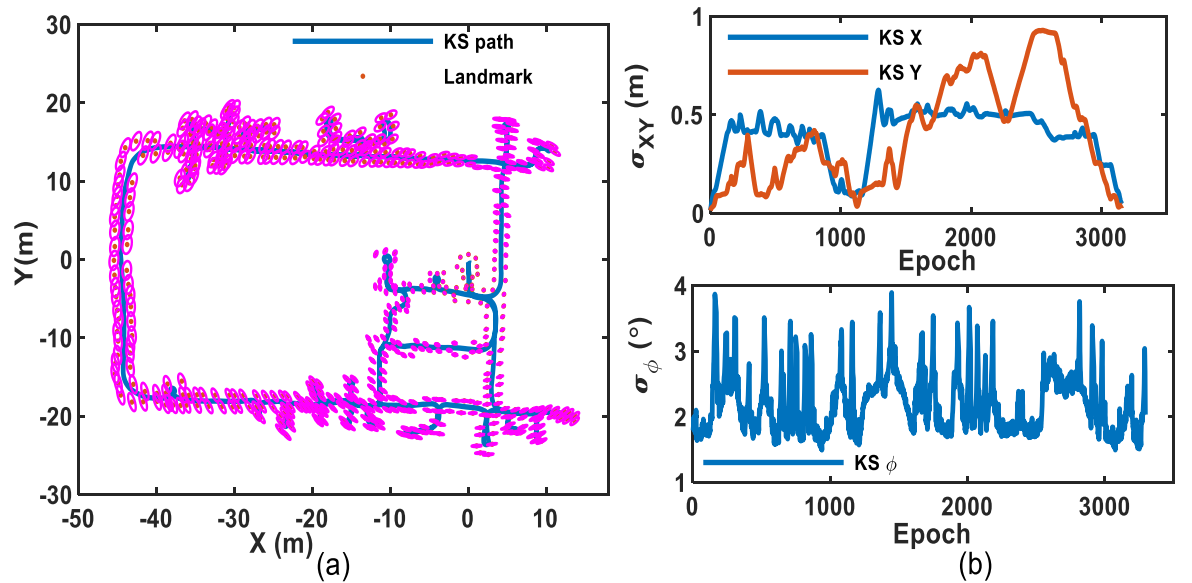 30
20
10
0
-10
-20
-30
Y(m)
-50
-40
-30
-20
-10
0
10
X (m)
KS path
Landmark
(a)
1
0.5
0
σXY (m)
KS X
KS Y
0
1000
2000
3000
Epoch
4
3
2
1
σϕ (°)
KS ϕ
0
1000
2000
3000
Epoch
(b)